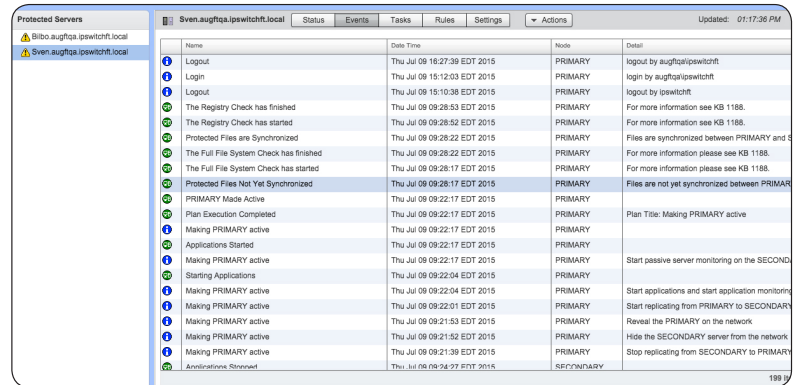 Protected Servers
Bilbo.augftqa.ipswitchft.local
Sven.augftqa.ipswitchft.local
Sven.augftqa.ipswitchft.local Status Events Tasks Rules Settings Actions Updated: 01:17:36 PM
Name Date Time Node Detail
Logout Thu Jul 09 16:27:39 EDT 2015 PRIMARY logout by augftqa\ipswitchft
Login Thu Jul 09 15:12:03 EDT 2015 PRIMARY login by augftqa\ipswitchft
Logout Thu Jul 09 15:10:38 EDT 2015 PRIMARY logout by ipswitchft
The Registry Check has finished Thu Jul 09 09:28:53 EDT 2015 PRIMARY For more information see KB 1188.
The Registry Check has started Thu Jul 09 09:28:52 EDT 2015 PRIMARY For more information see KB 1188.
Protected Files are Synchronized Thu Jul 09 09:28:22 EDT 2015 PRIMARY Files are synchronized between PRIMARY and S
The Full File System Check has finished Thu Jul 09 09:28:22 EDT 2015 PRIMARY For more information please see KB 1188.
The Full File System Check has started Thu Jul 09 09:28:17 EDT 2015 PRIMARY For more information please see KB 1188.
Protected Files Not Yet Synchronized Thu Jul 09 09:28:17 EDT 2015 PRIMARY Files are not yet synchronized between PRIMAR
PRIMARY Made Active Thu Jul 09 09:22:17 EDT 2015 PRIMARY
Plan Execution Completed Thu Jul 09 09:22:17 EDT 2015 PRIMARY Plan Title: Making PRIMARY active
Making PRIMARY active Thu Jul 09 09:22:17 EDT 2015 PRIMARY
Applications Started Thu Jul 09 09:22:17 EDT 2015 PRIMARY
Making PRIMARY active Thu Jul 09 09:22:17 EDT 2015 PRIMARY Start passive server monitoring on the SECONDA
Starting Applications Thu Jul 09 09:22:04 EDT 2015 PRIMARY
Making PRIMARY active Thu Jul 09 09:22:04 EDT 2015 PRIMARY Start applications and start application monitoring
Making PRIMARY active Thu Jul 09 09:22:01 EDT 2015 PRIMARY Start replicating from PRIMARY to SECONDARY
Making PRIMARY active Thu Jul 09 09:21:53 EDT 2015 PRIMARY Reveal the PRIMARY on the network
Making PRIMARY active Thu Jul 09 09:21:52 EDT 2015 PRIMARY Hide the SECONDARY server from the network
Making PRIMARY active Thu Jul 09 09:21:39 EDT 2015 PRIMARY Stop replicating from SECONDARY to PRIMARY
Applications Stopped Thu Jul 09 09:24:27 EDT 2015 SECONDARY
199